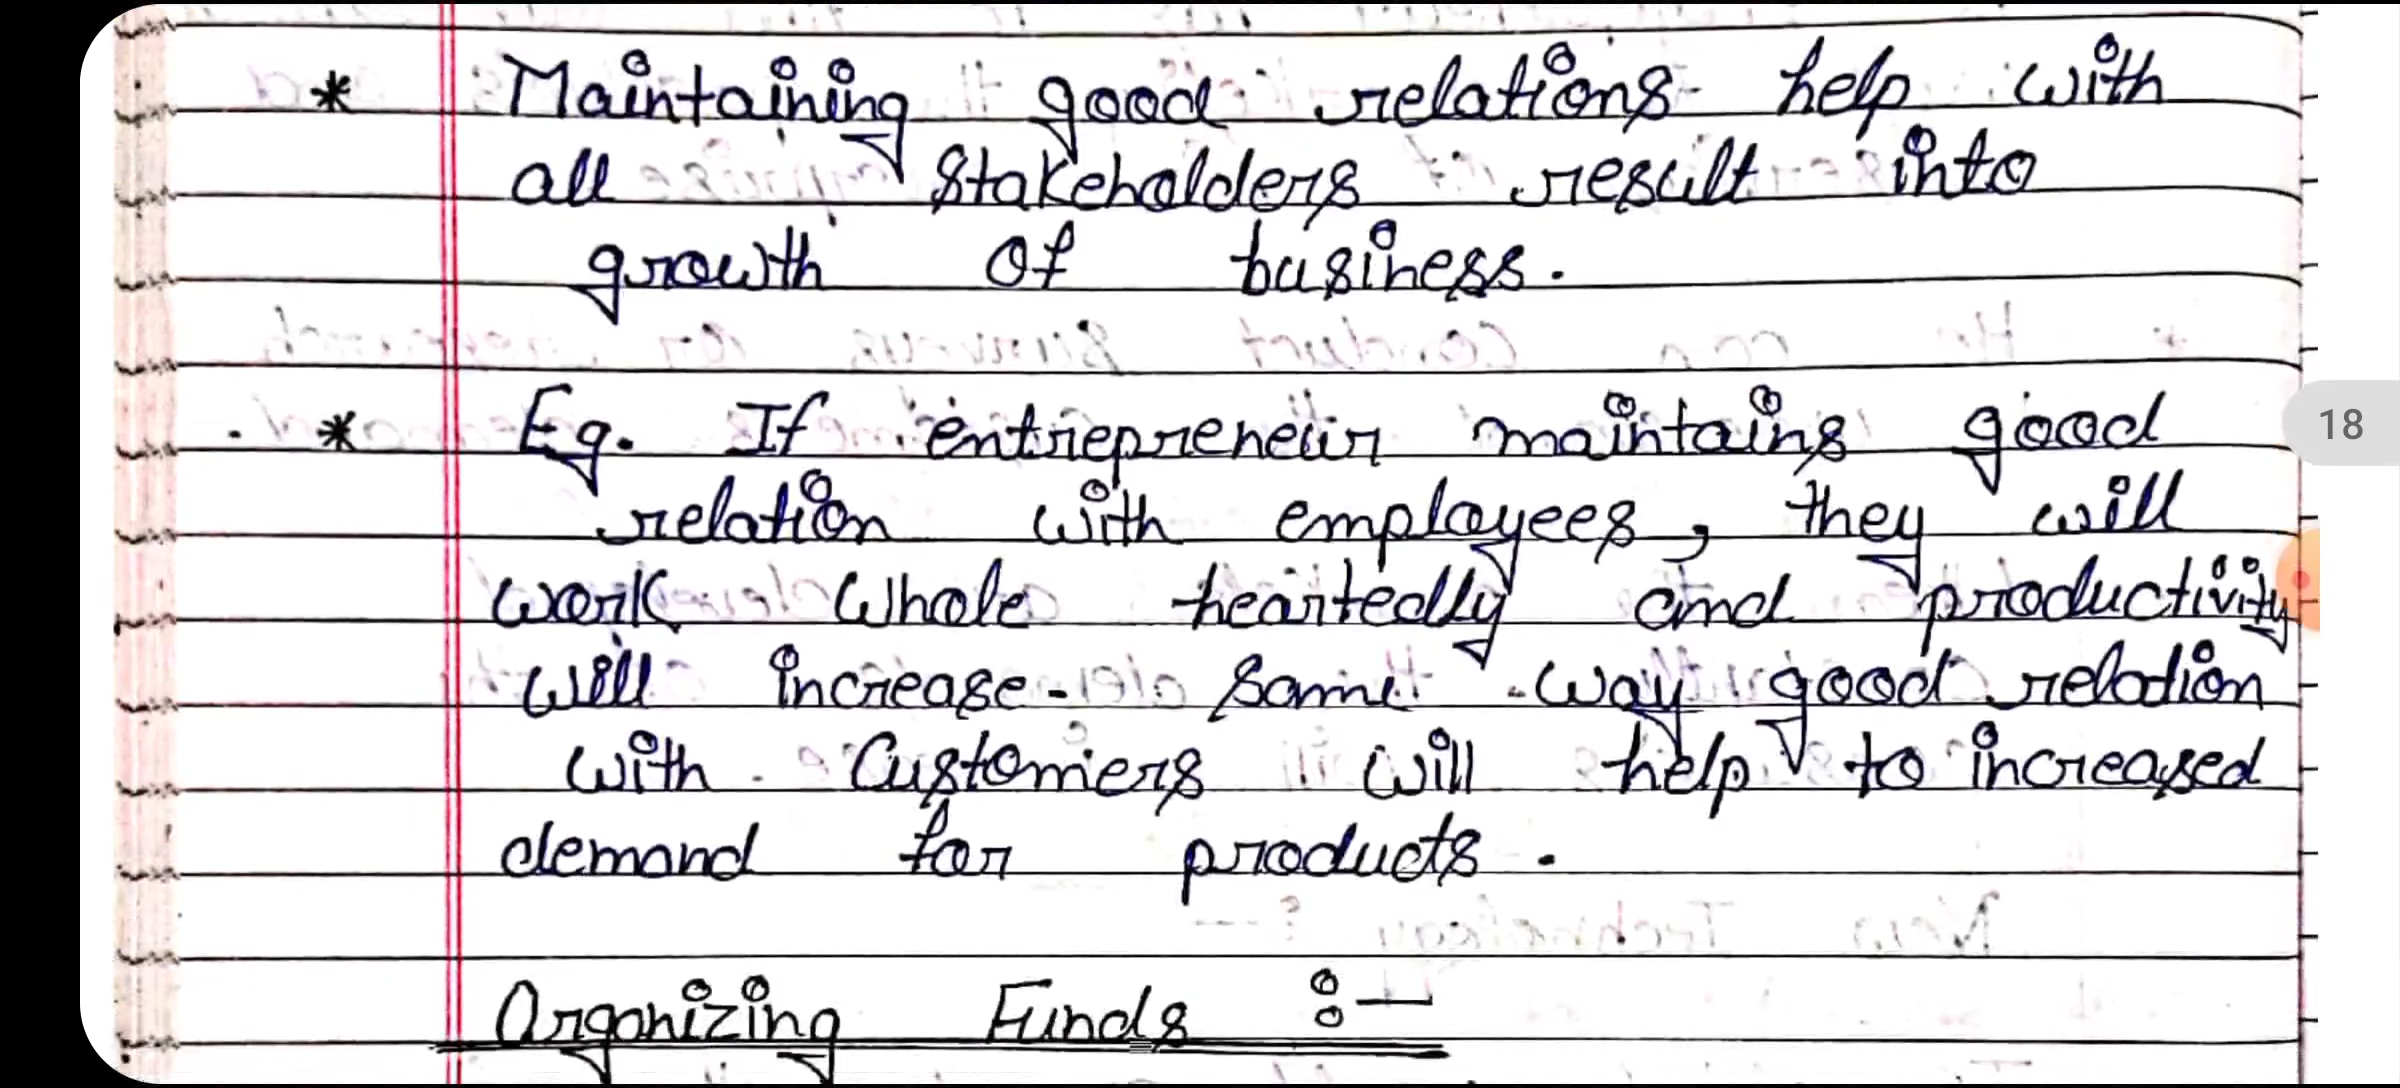 * Maintaining good relations help with
all stakeholders result into
growth of business.
* Eg. If entrepreneur maintains good
relation with employees, they will
work whole heartedly and productivity
will increase. Same way good relation
with customers will help to increased
demand for products.
Organizing Funds :-
18